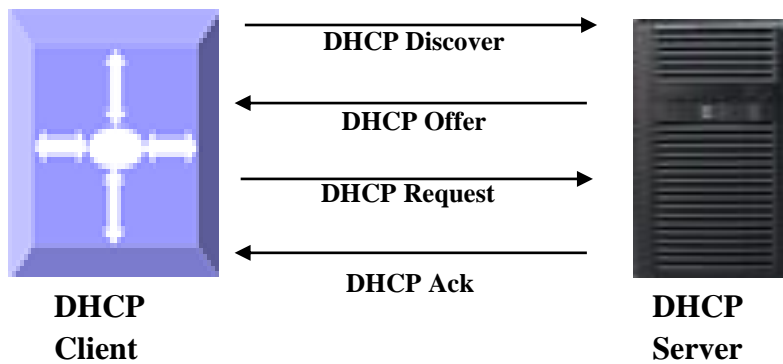 DHCP Discover
DHCP Offer
DHCP Request
DHCP Ack
DHCP
Client
DHCP
Server